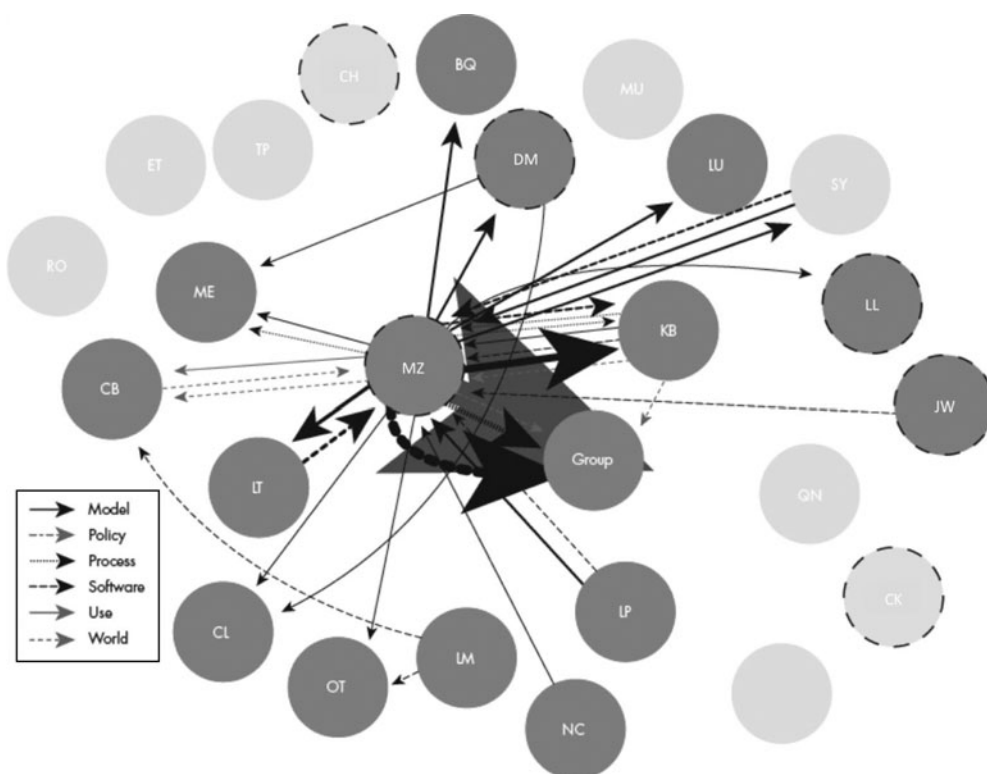 CH
BQ
MU
TP
DM
ET
LU
SY
RO
ME
LL
KB
MZ
CB
JW
Group
LT
QN
Model
Policy
Process
Software
Use
World
LP
CK
CL
LM
OT
NC